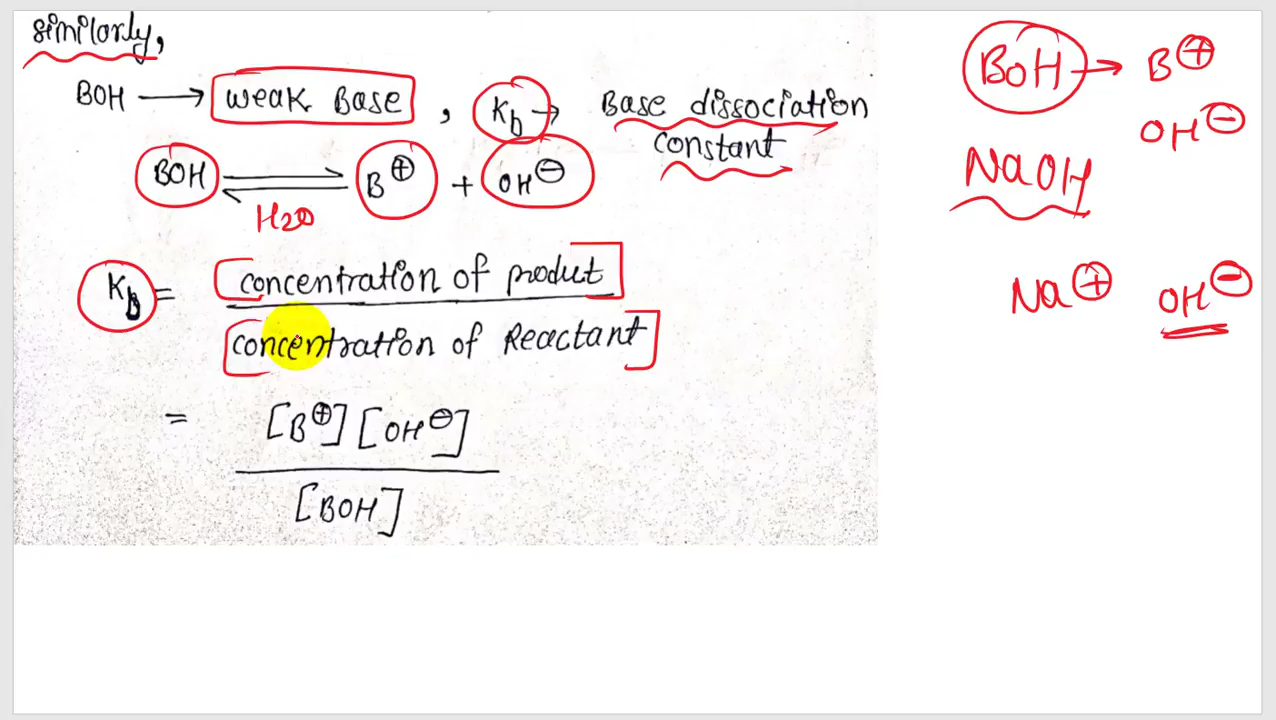 similarly,
BOH → weak Base , Kb → Base dissociation
constant
BOH ⇌ B⊕ + OH⊖
H2O
Kb = concentration of product
concentration of Reactant
= [B⊕] [OH⊖]
[BOH]
BOH → B⊕
OH⊖
NaOH
Na⊕ OH⊖